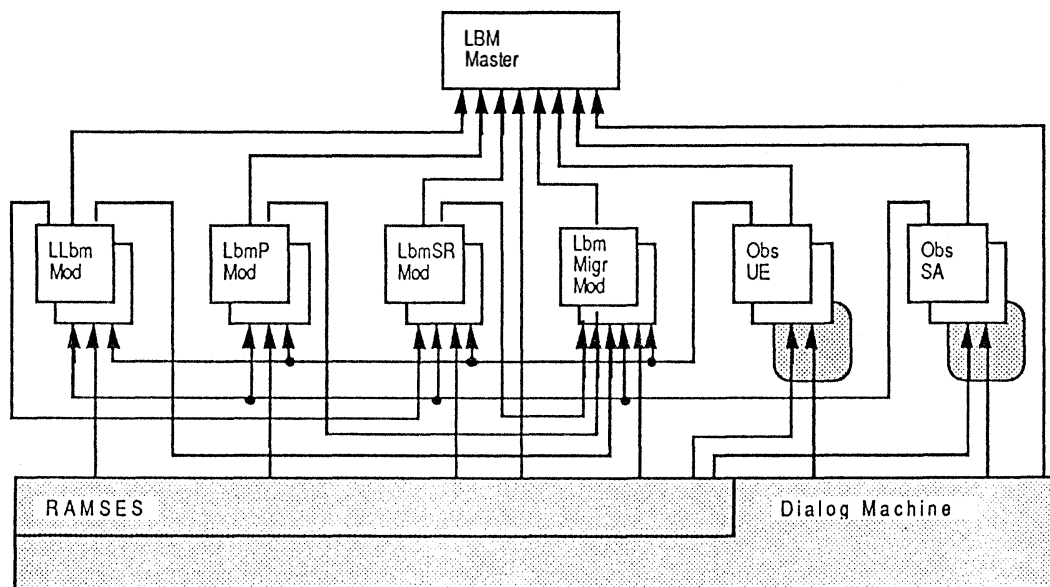 LBM
Master
LLbm
Mod
LbmP
Mod
LbmSR
Mod
Lbm
Migr
Mod
Obs
UE
Obs
SA
RAMSES
Dialog Machine